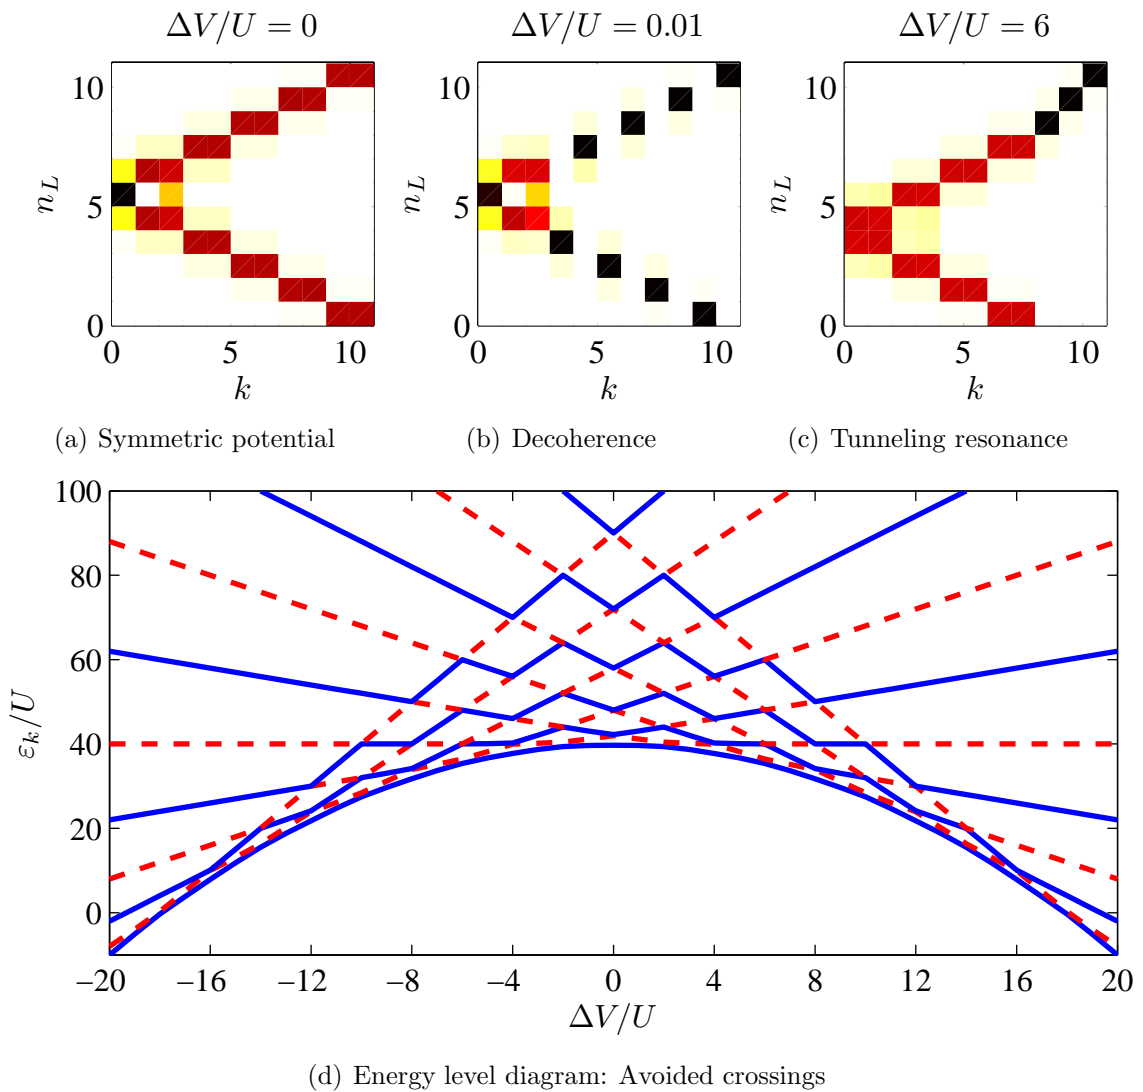 ΔV/U = 0 ΔV/U = 0.01 ΔV/U = 6
10 10 10
n_L n_L n_L
5 5 5
0 0 0
0 5 10 0 5 10 0 5 10
k k k
(a) Symmetric potential (b) Decoherence (c) Tunneling resonance
100
80
60
ε_k/U
40
20
0
−20 −16 −12 −8 −4 0 4 8 12 16 20
ΔV/U
(d) Energy level diagram: Avoided crossings